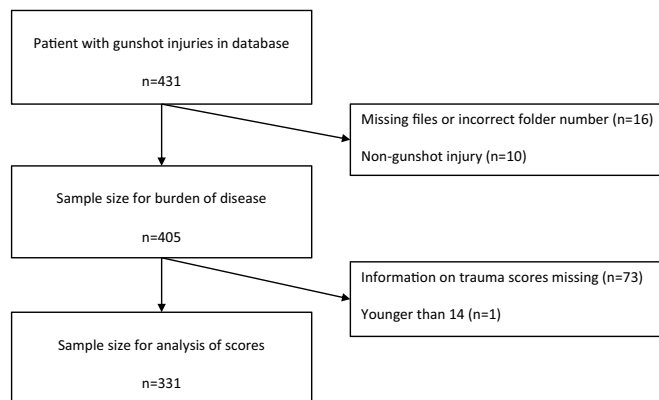 Patient with gunshot injuries in database
n=431
Missing files or incorrect folder number (n=16)
Non-gunshot injury (n=10)
Sample size for burden of disease
n=405
Information on trauma scores missing (n=73)
Younger than 14 (n=1)
Sample size for analysis of scores
n=331